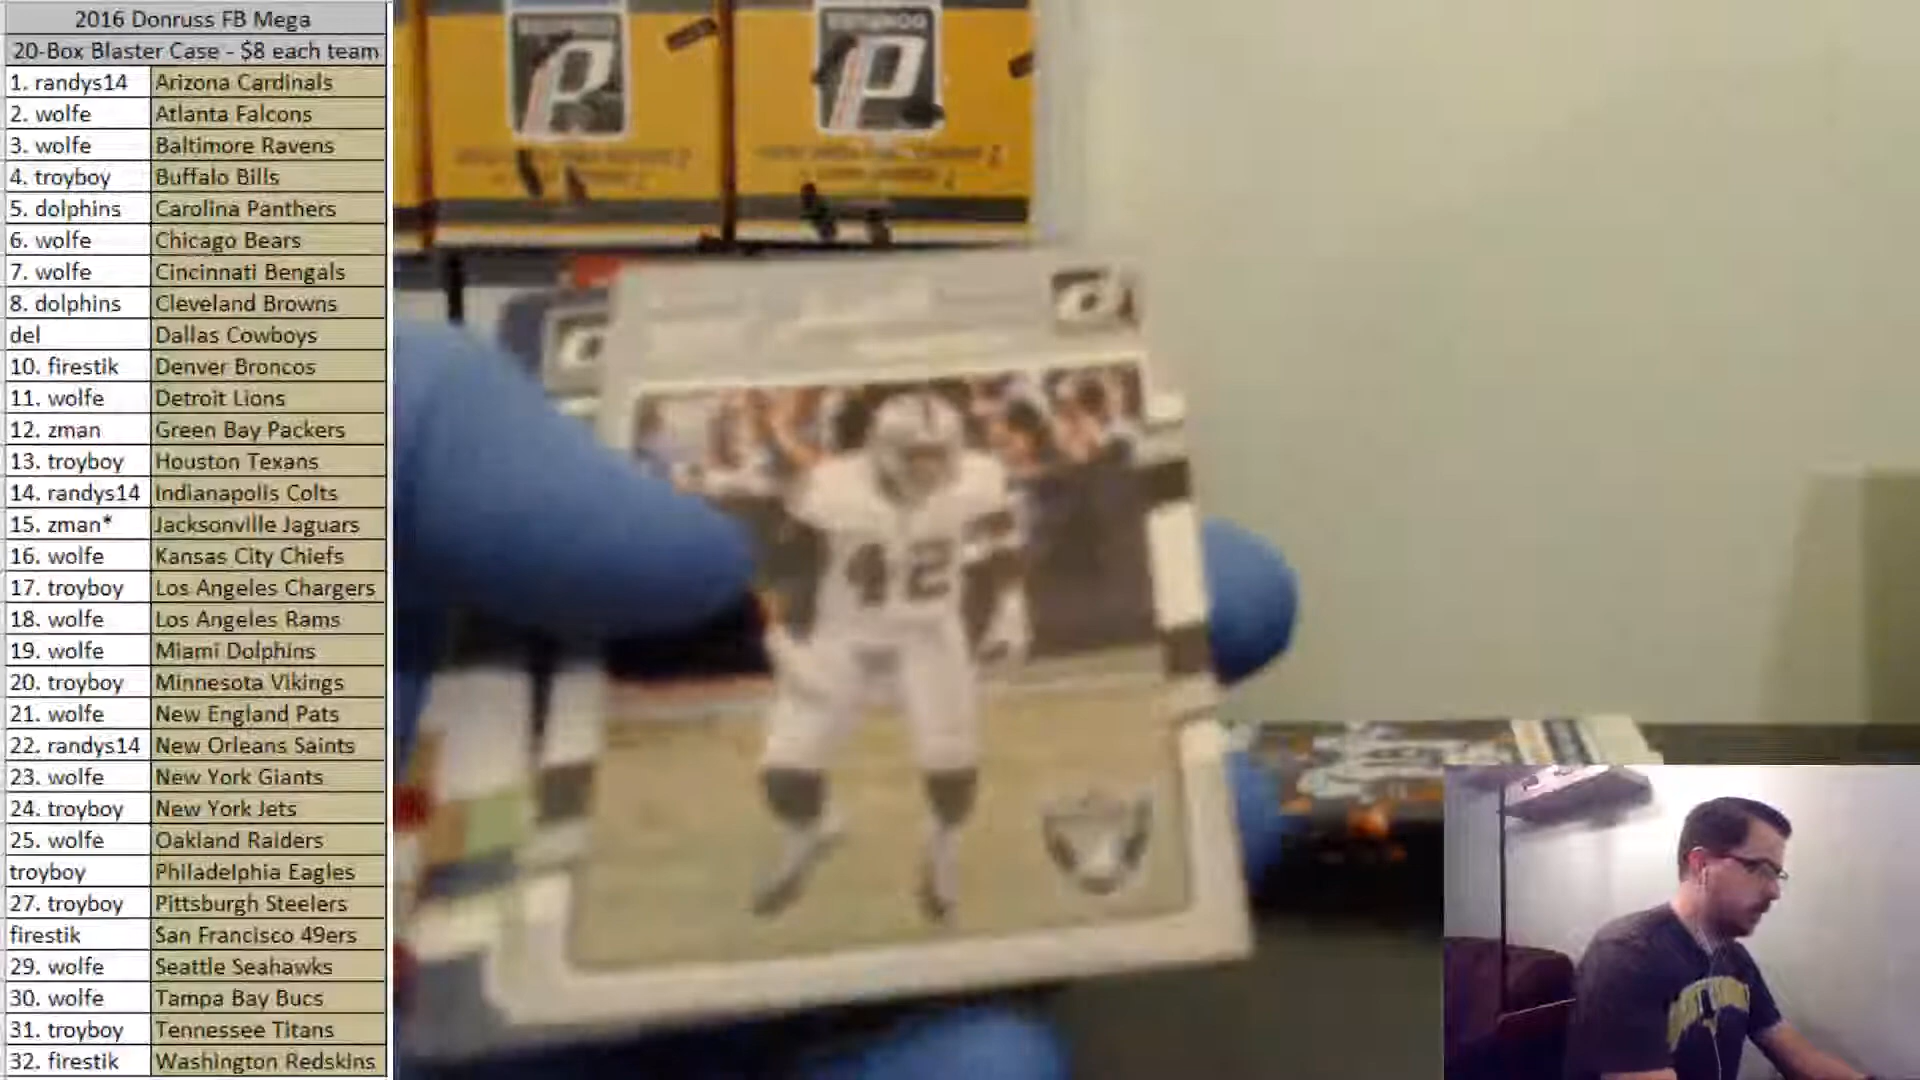 2016 Donruss FB Mega
20-Box Blaster Case - $8 each team
1. randys14 Arizona Cardinals
2. wolfe Atlanta Falcons
3. wolfe Baltimore Ravens
4. troyboy Buffalo Bills
5. dolphins Carolina Panthers
6. wolfe Chicago Bears
7. wolfe Cincinnati Bengals
8. dolphins Cleveland Browns
del Dallas Cowboys
10. firestik Denver Broncos
11. wolfe Detroit Lions
12. zman Green Bay Packers
13. troyboy Houston Texans
14. randys14 Indianapolis Colts
15. zman* Jacksonville Jaguars
16. wolfe Kansas City Chiefs
17. troyboy Los Angeles Chargers
18. wolfe Los Angeles Rams
19. wolfe Miami Dolphins
20. troyboy Minnesota Vikings
21. wolfe New England Pats
22. randys14 New Orleans Saints
23. wolfe New York Giants
24. troyboy New York Jets
25. wolfe Oakland Raiders
troyboy Philadelphia Eagles
27. troyboy Pittsburgh Steelers
firestik San Francisco 49ers
29. wolfe Seattle Seahawks
30. wolfe Tampa Bay Bucs
31. troyboy Tennessee Titans
32. firestik Washington Redskins
42